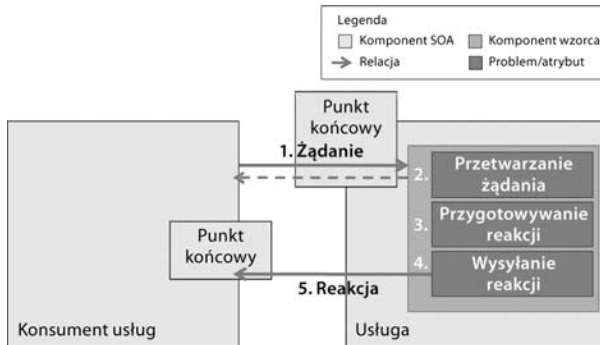 Legenda
Komponent SOA
Komponent wzorca
Relacja
Problem/atrybut
Punkt
końcowy
1. Żądanie
2.
Przetwarzanie
żądania
3.
Przygotowywanie
reakcji
Punkt
końcowy
4.
Wysyłanie
reakcji
5. Reakcja
Konsument usług
Usługa